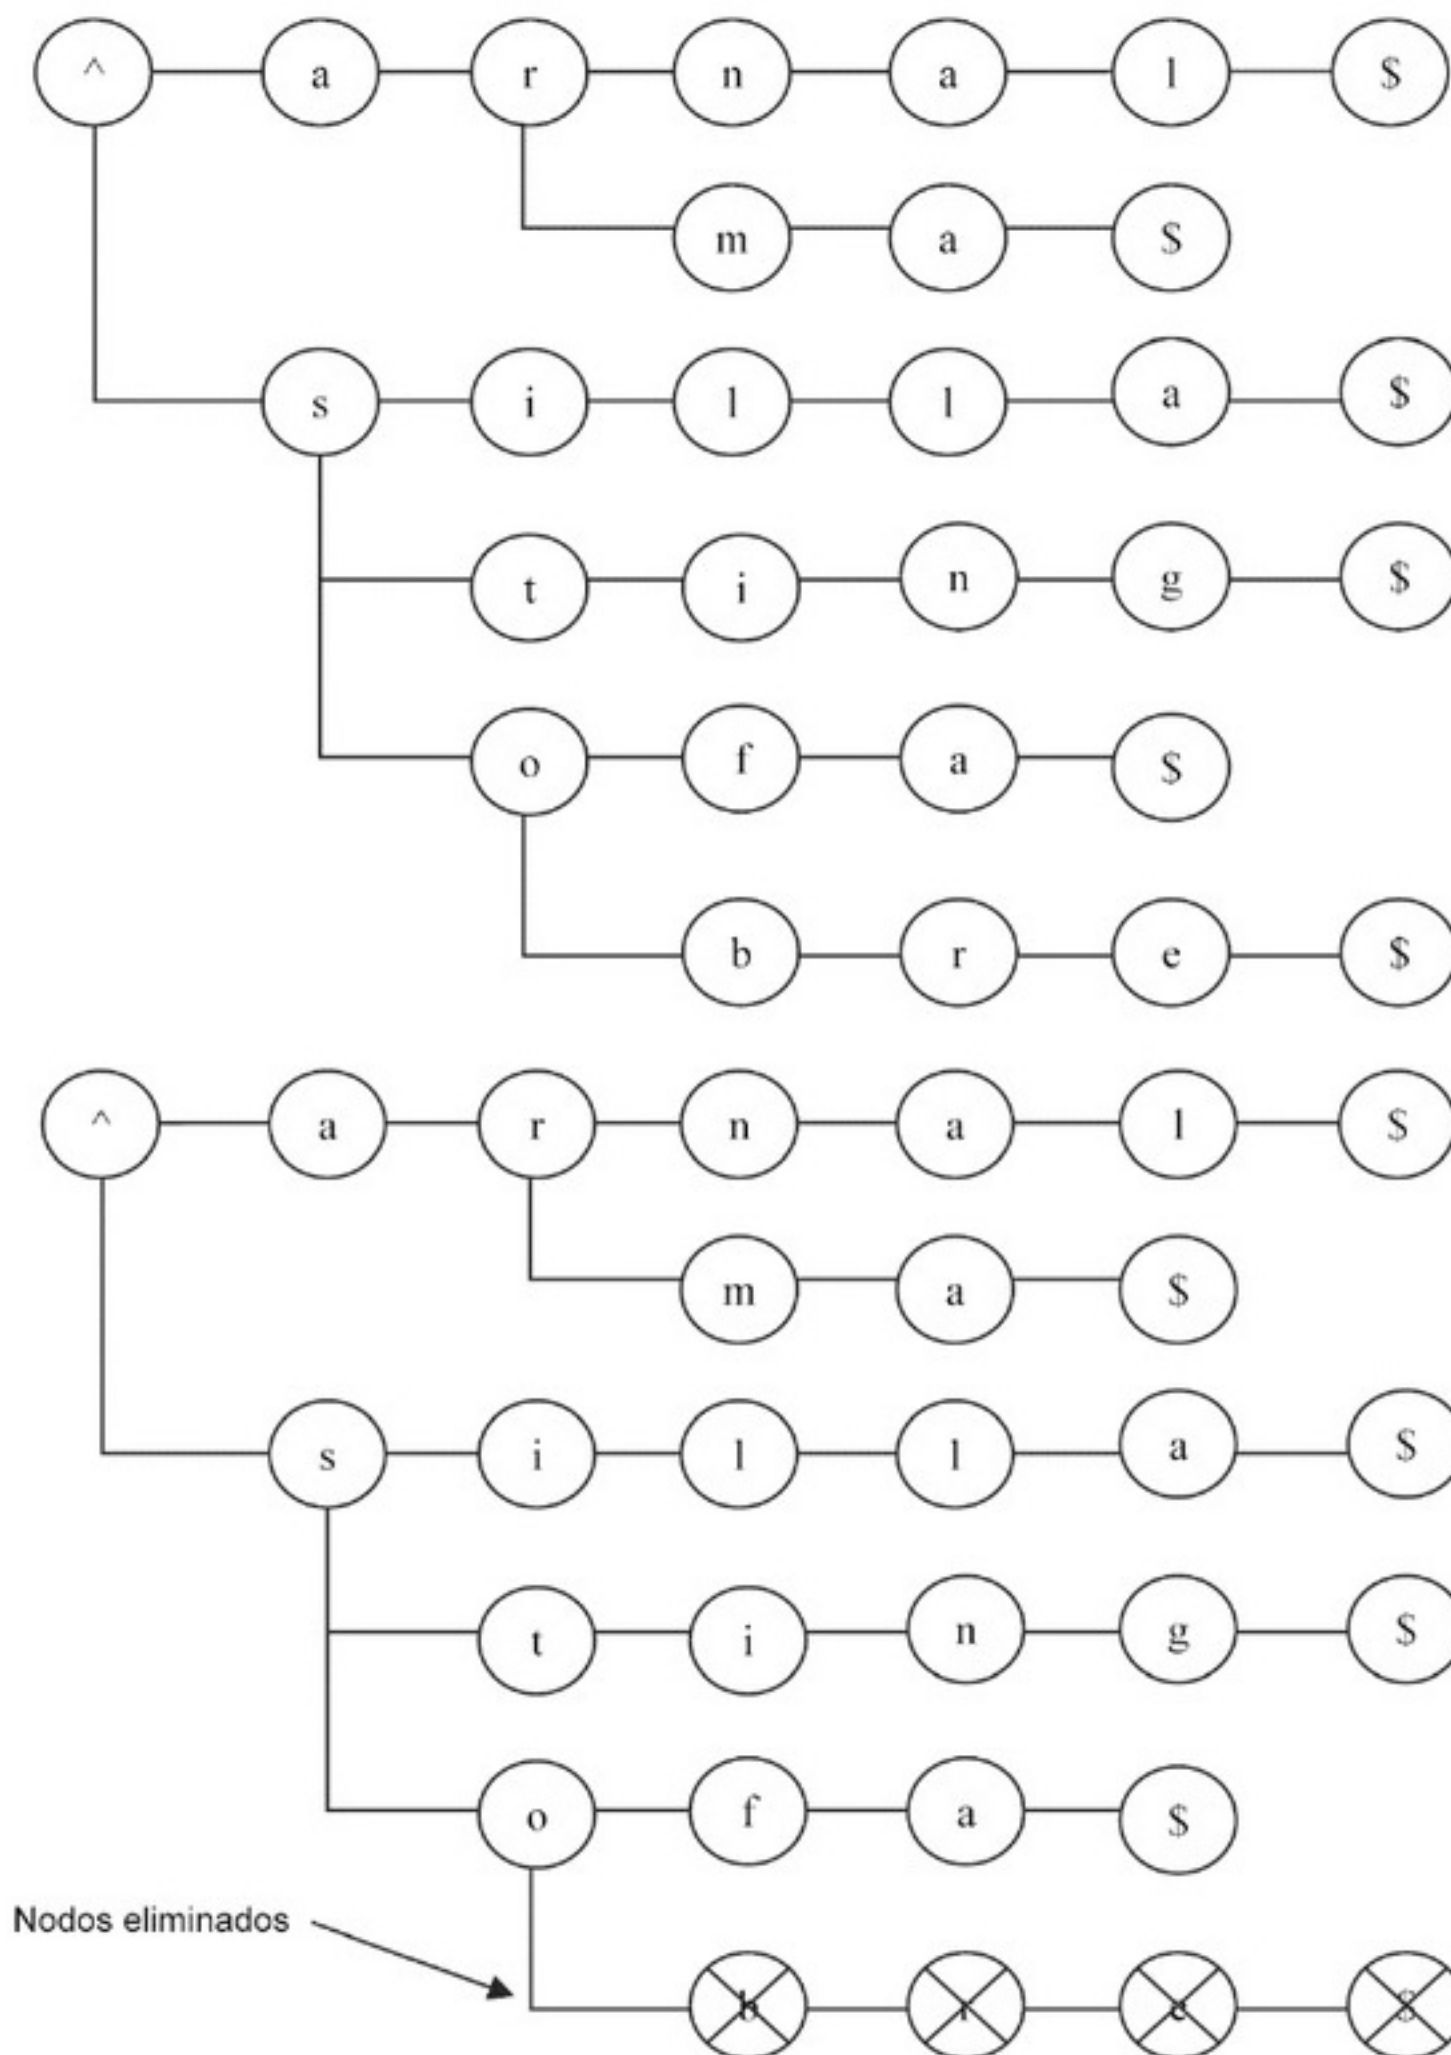 ^ a r n a l $
m a $
s i l l a $
t i n g $
o f a $
b r e $
^ a r n a l $
m a $
s i l l a $
t i n g $
o f a $
Nodos eliminados
b r e $